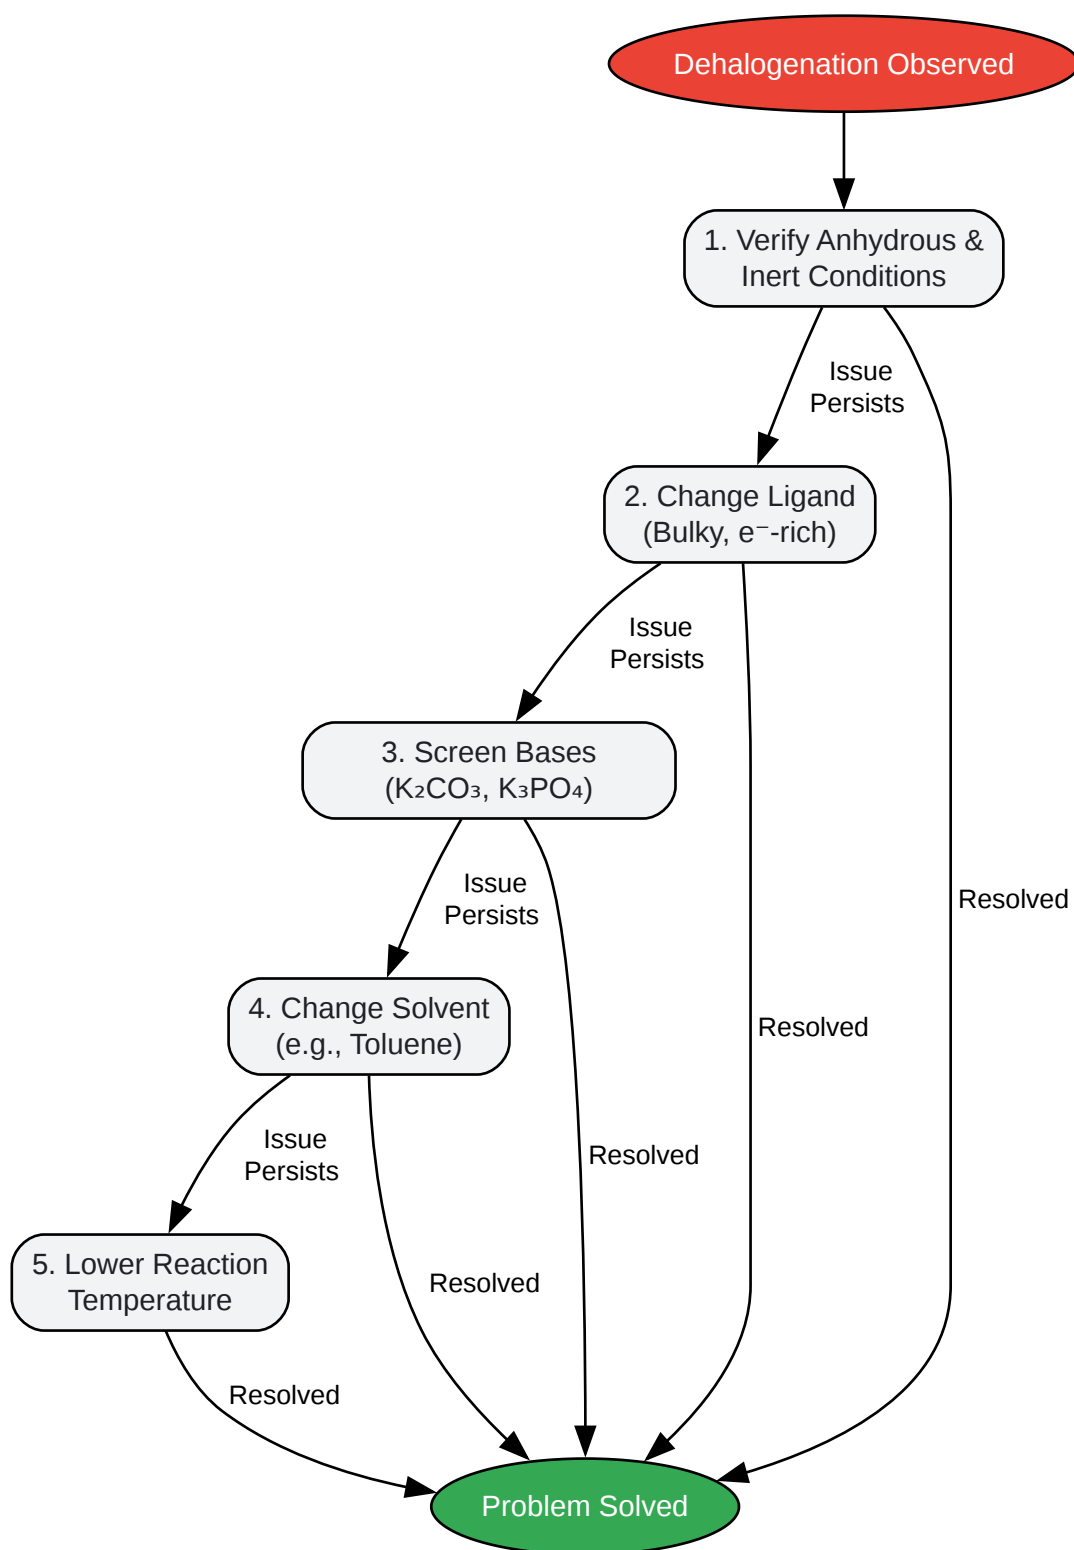 Dehalogenation Observed
1. Verify Anhydrous &
Inert Conditions
Issue
Persists
2. Change Ligand
(Bulky, e⁻-rich)
Issue
Persists
3. Screen Bases
(K₂CO₃, K₃PO₄)
Issue
Persists
Resolved
4. Change Solvent
(e.g., Toluene)
Resolved
Issue
Persists
Resolved
5. Lower Reaction
Temperature
Resolved
Resolved
Problem Solved